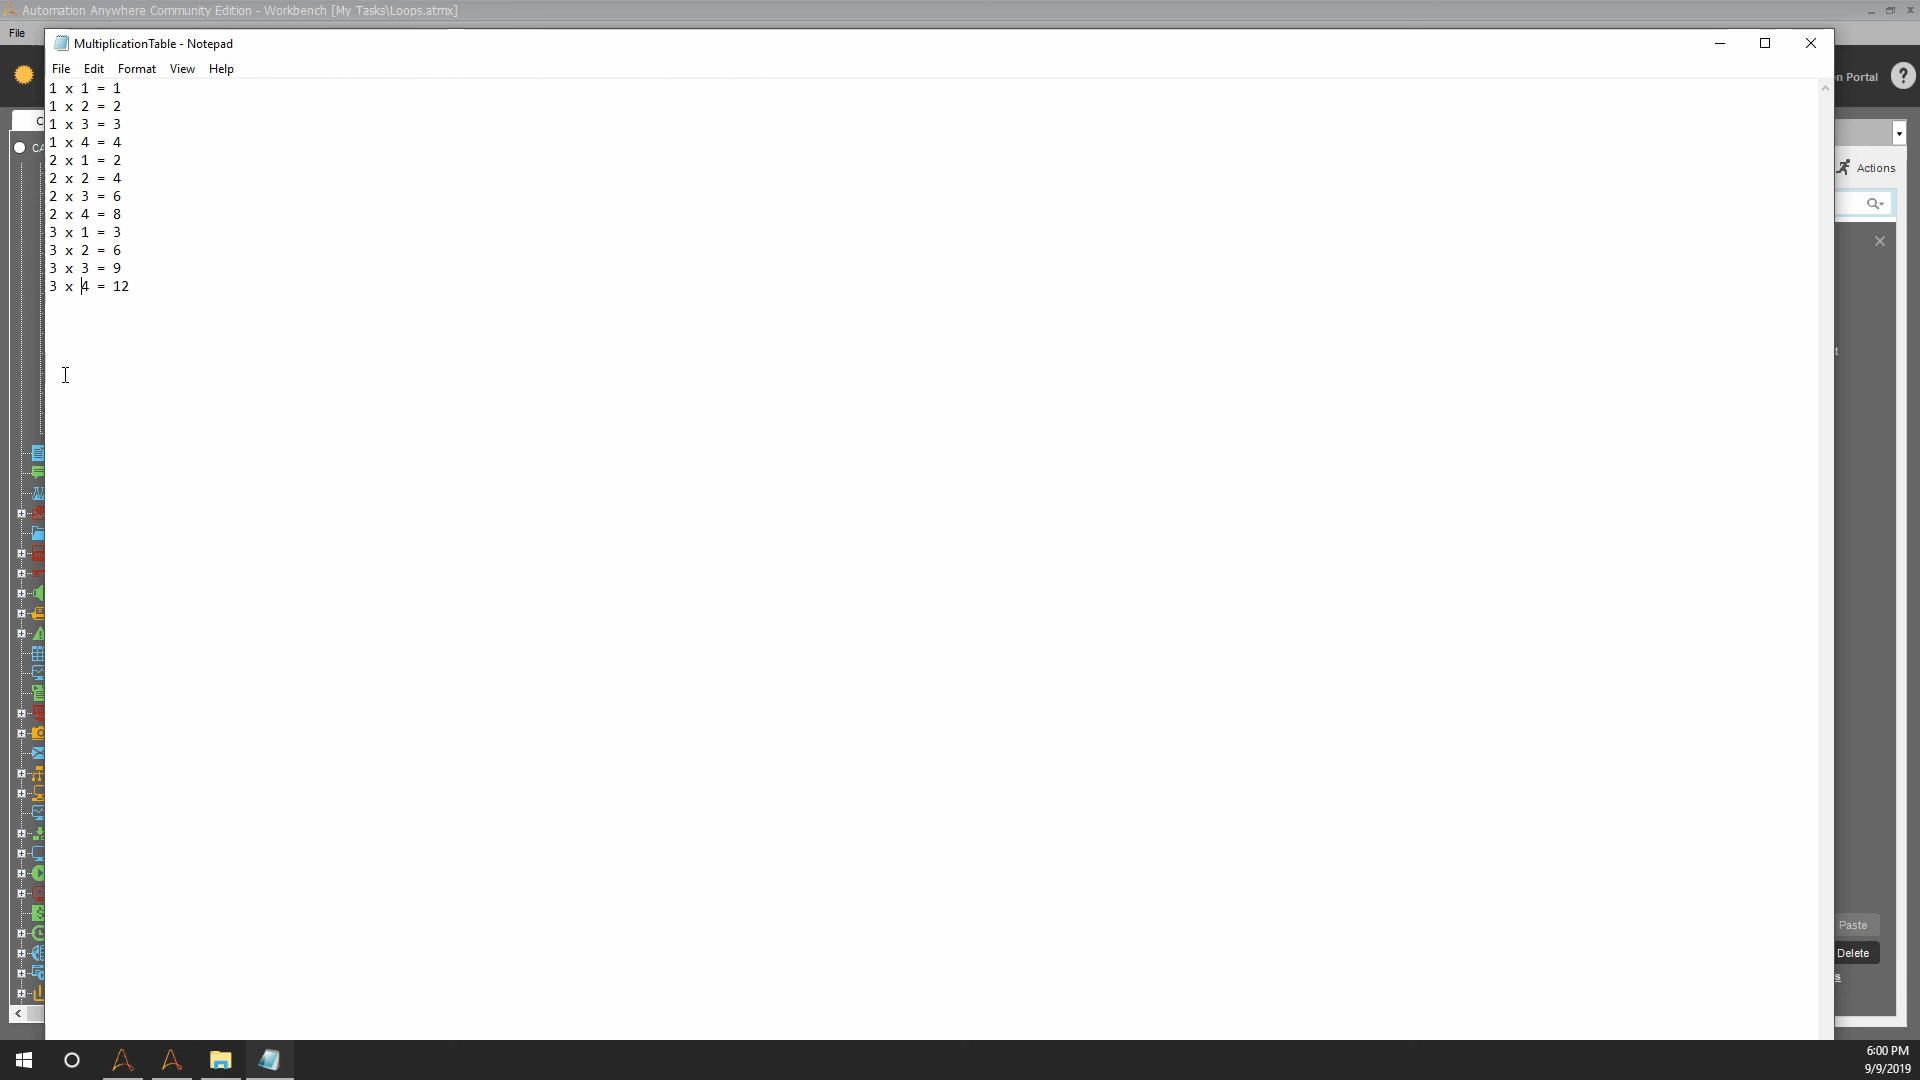 Automation Anywhere Community Edition - Workbench [My Tasks\Loops.atmx]
File
MultiplicationTable - Notepad
File Edit Format View Help
n Portal
?
1 x 1 = 1
1 x 2 = 2
1 x 3 = 3
1 x 4 = 4
2 x 1 = 2
2 x 2 = 4
2 x 3 = 6
2 x 4 = 8
3 x 1 = 3
3 x 2 = 6
3 x 3 = 9
3 x 4 = 12
C
CA
Actions
t
Paste
Delete
s
6:00 PM
9/9/2019